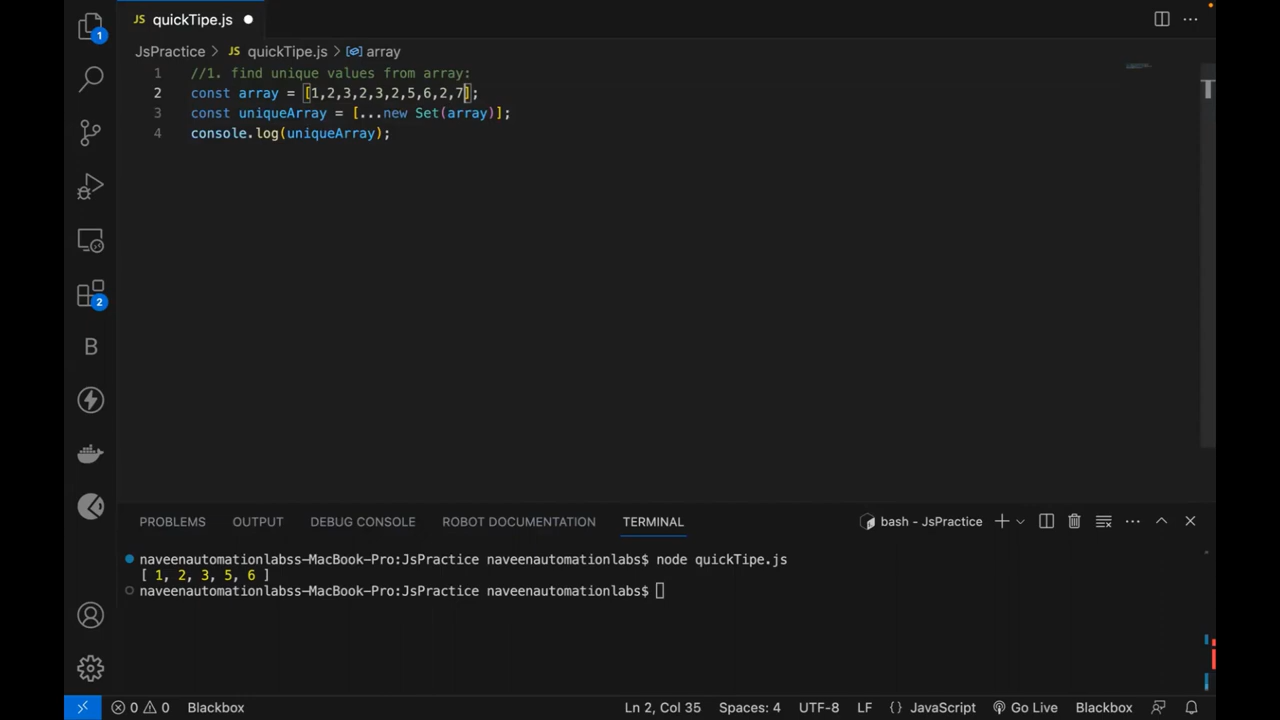 JS quickTipe.js
JsPractice > JS quickTipe.js > array
1 //1. find unique values from array:
2 const array = [1,2,3,2,3,2,5,6,2,7];
3 const uniqueArray = [...new Set(array)];
4 console.log(uniqueArray);
1
2
B
PROBLEMS OUTPUT DEBUG CONSOLE ROBOT DOCUMENTATION TERMINAL bash - JsPractice
naveenautomationlabss-MacBook-Pro:JsPractice naveenautomationlabs$ node quickTipe.js
[ 1, 2, 3, 5, 6 ]
naveenautomationlabss-MacBook-Pro:JsPractice naveenautomationlabs$
0 0 Blackbox Ln 2, Col 35 Spaces: 4 UTF-8 LF {} JavaScript Go Live Blackbox